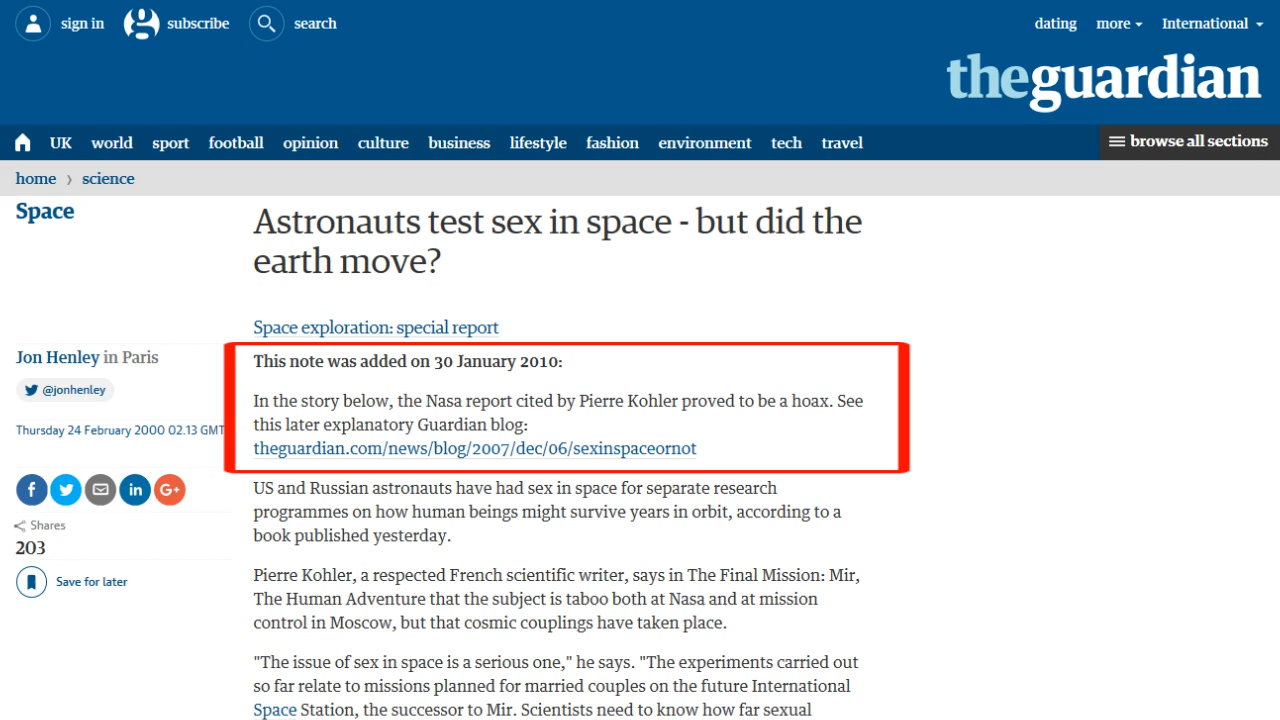 sign in
subscribe
search
dating
more
International
theguardian
UK
world
sport
football
opinion
culture
business
lifestyle
fashion
environment
tech
travel
browse all sections
home
science
Space
Astronauts test sex in space - but did the
earth move?
Space exploration: special report
Jon Henley in Paris
@jonhenley
Thursday 24 February 2000 02.13 GMT
Shares
203
Save for later
This note was added on 30 January 2010:
In the story below, the Nasa report cited by Pierre Kohler proved to be a hoax. See
this later explanatory Guardian blog:
theguardian.com/news/blog/2007/dec/06/sexinspaceornot
US and Russian astronauts have had sex in space for separate research
programmes on how human beings might survive years in orbit, according to a
book published yesterday.
Pierre Kohler, a respected French scientific writer, says in The Final Mission: Mir,
The Human Adventure that the subject is taboo both at Nasa and at mission
control in Moscow, but that cosmic couplings have taken place.
"The issue of sex in space is a serious one," he says. "The experiments carried out
so far relate to missions planned for married couples on the future International
Space Station, the successor to Mir. Scientists need to know how far sexual